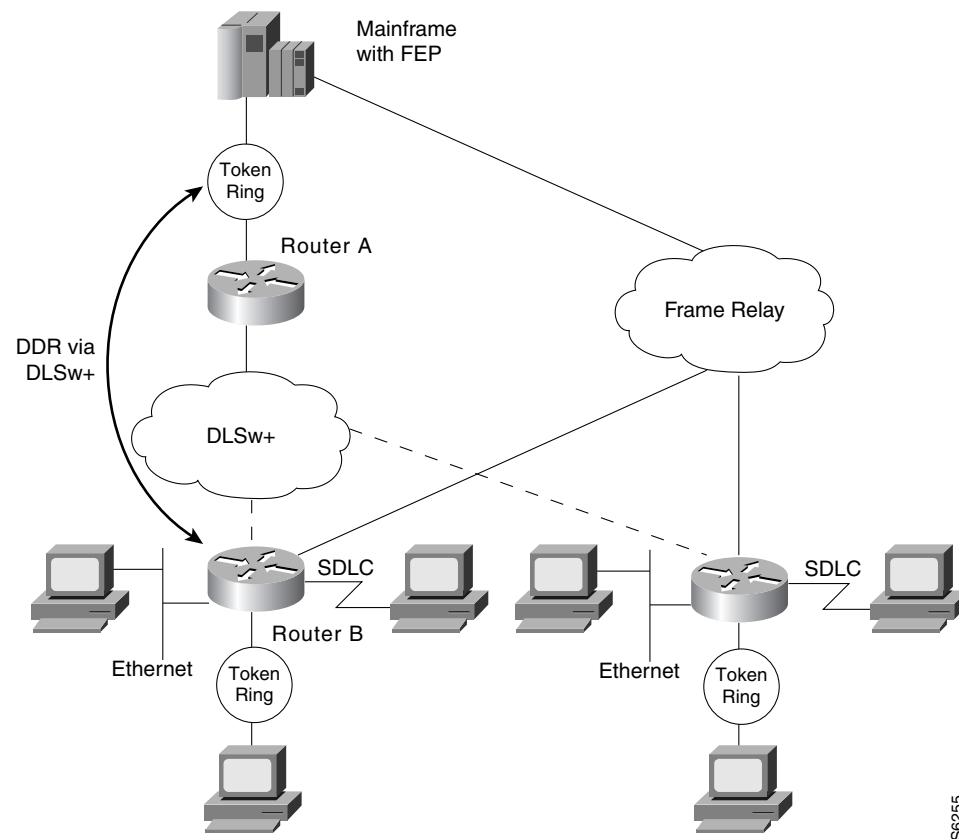 Mainframe
with FEP
Token
Ring
Router A
Frame Relay
DDR via
DLSw+
DLSw+
SDLC
SDLC
Router B
Ethernet
Ethernet
Token
Ring
Token
Ring
S6255